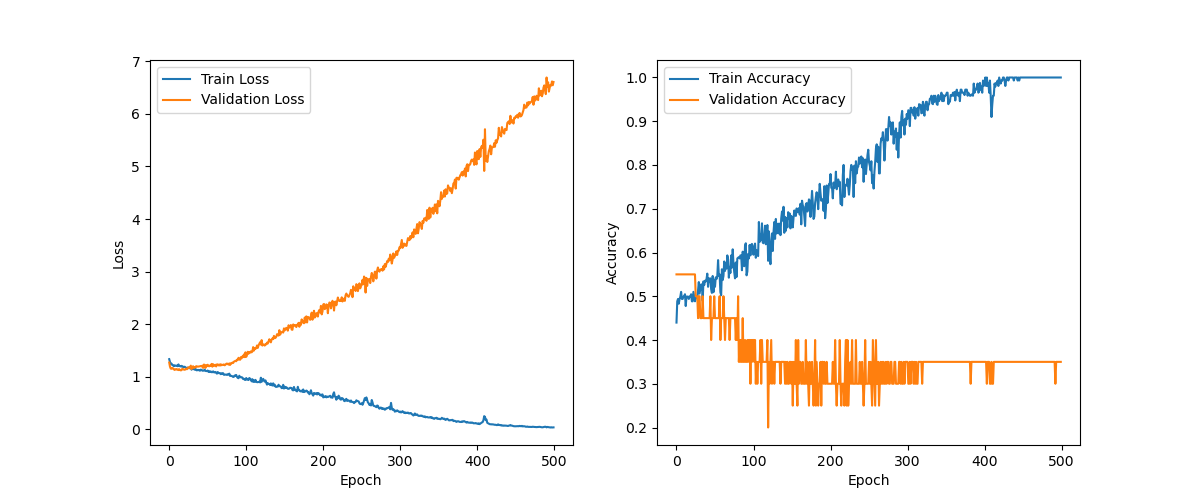 Train Loss
Validation Loss
7
6
5
4
3
2
1
0
Loss
0 100 200 300 400 500
Epoch
Train Accuracy
Validation Accuracy
1.0
0.9
0.8
0.7
0.6
0.5
0.4
0.3
0.2
Accuracy
0 100 200 300 400 500
Epoch